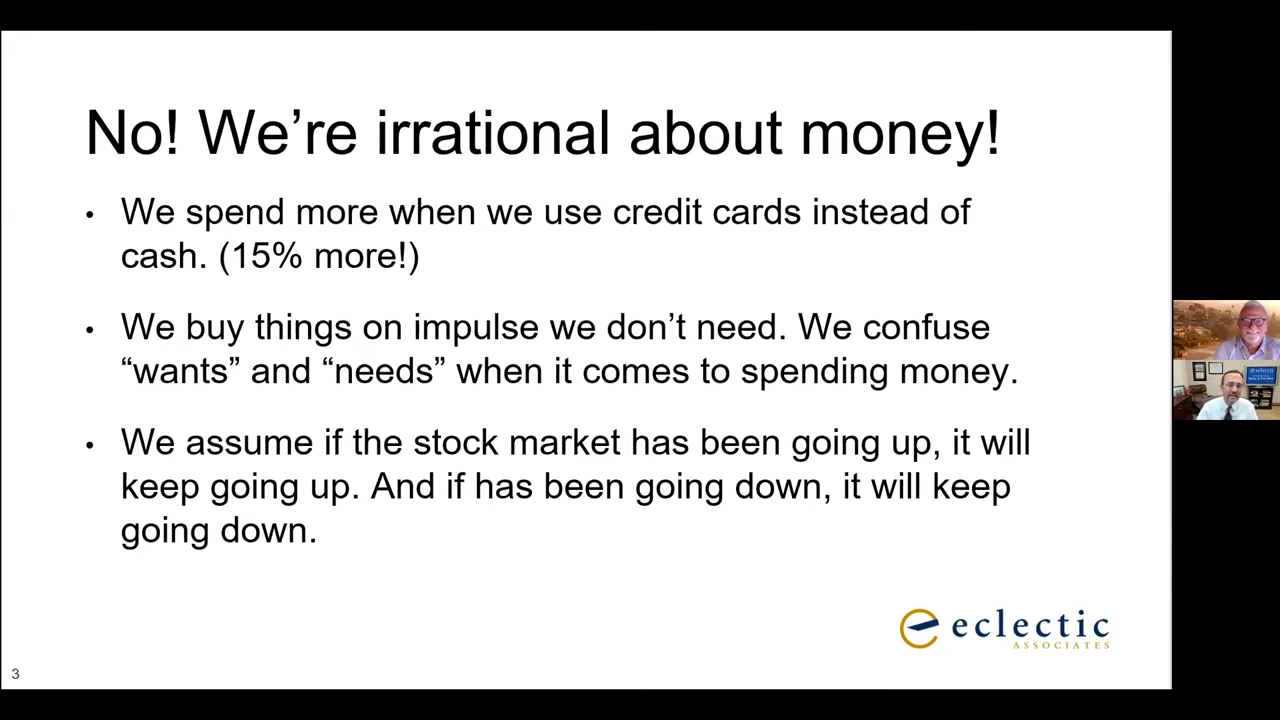 No! We’re irrational about money!
• We spend more when we use credit cards instead of
cash. (15% more!)
• We buy things on impulse we don’t need. We confuse
“wants” and “needs” when it comes to spending money.
• We assume if the stock market has been going up, it will
keep going up. And if has been going down, it will keep
going down.
eclectic
ASSOCIATES
3
eclectic